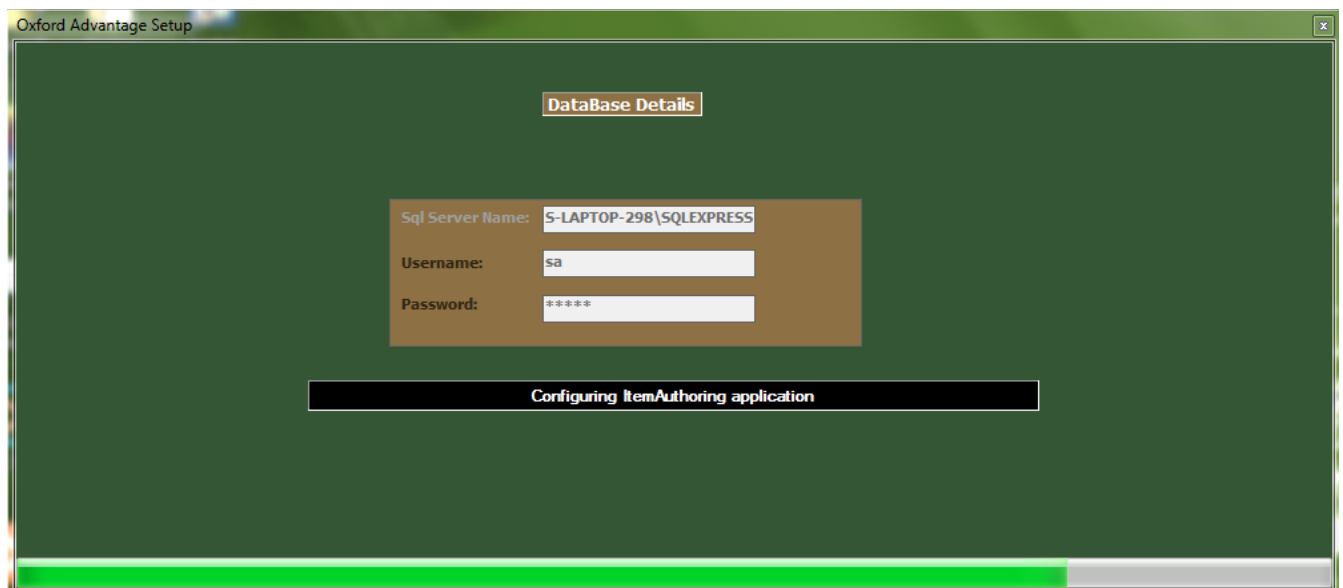 Oxford Advantage Setup
x
DataBase Details
Sql Server Name: S-LAPTOP-298\SQLEXPRESS
Username: sa
Password: *****
Configuring ItemAuthoring application